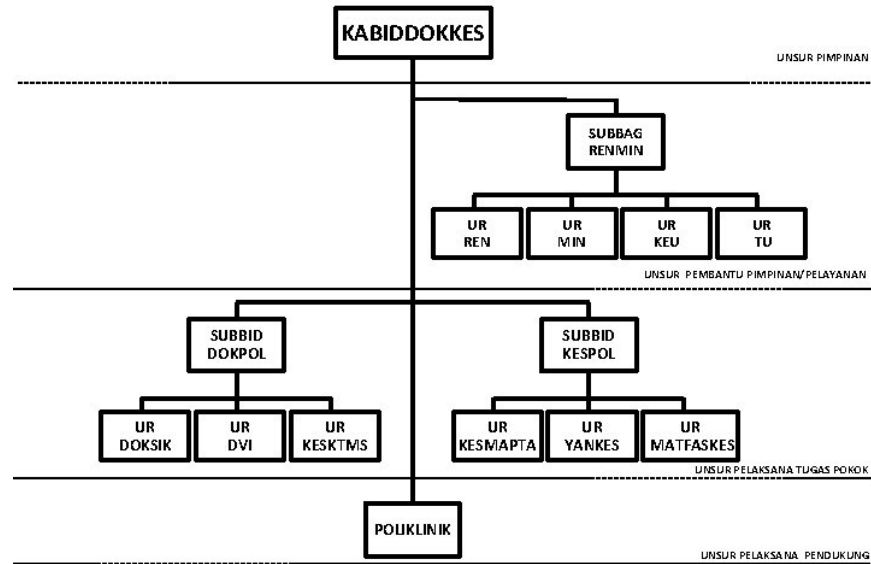 KABIDDOKKES
UNSUR PIMPINAN
SUBBAG
RENMIN
UR
REN
UR
MIN
UR
KEU
UR
TU
UNSUR PEMBANTU PIMPINAN/PELAYANAN
SUBBID
DOKPOL
SUBBID
KESPOL
UR
DOKSIK
UR
DVI
UR
KESKTMS
UR
KESMAPTA
UR
YANKES
UR
MATFASKES
UNSUR PELAKSANA TUGAS POKOK
POLIKLINIK
UNSUR PELAKSANA PENDUKUNG